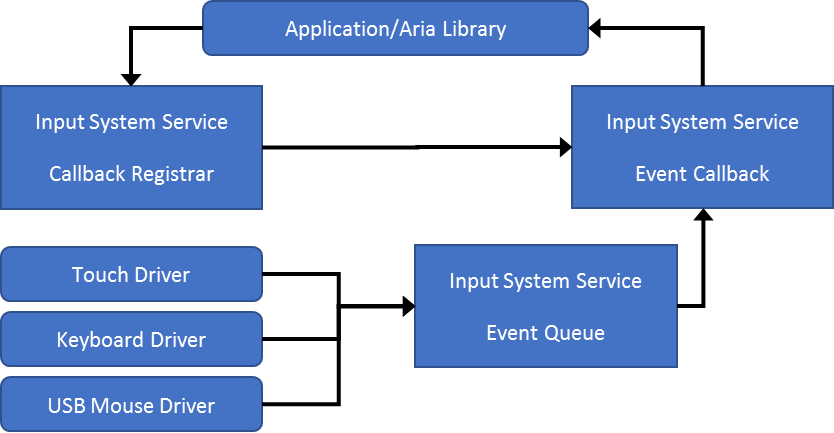 Application/Aria Library
Input System Service
Callback Registrar
Input System Service
Event Callback
Touch Driver
Keyboard Driver
USB Mouse Driver
Input System Service
Event Queue